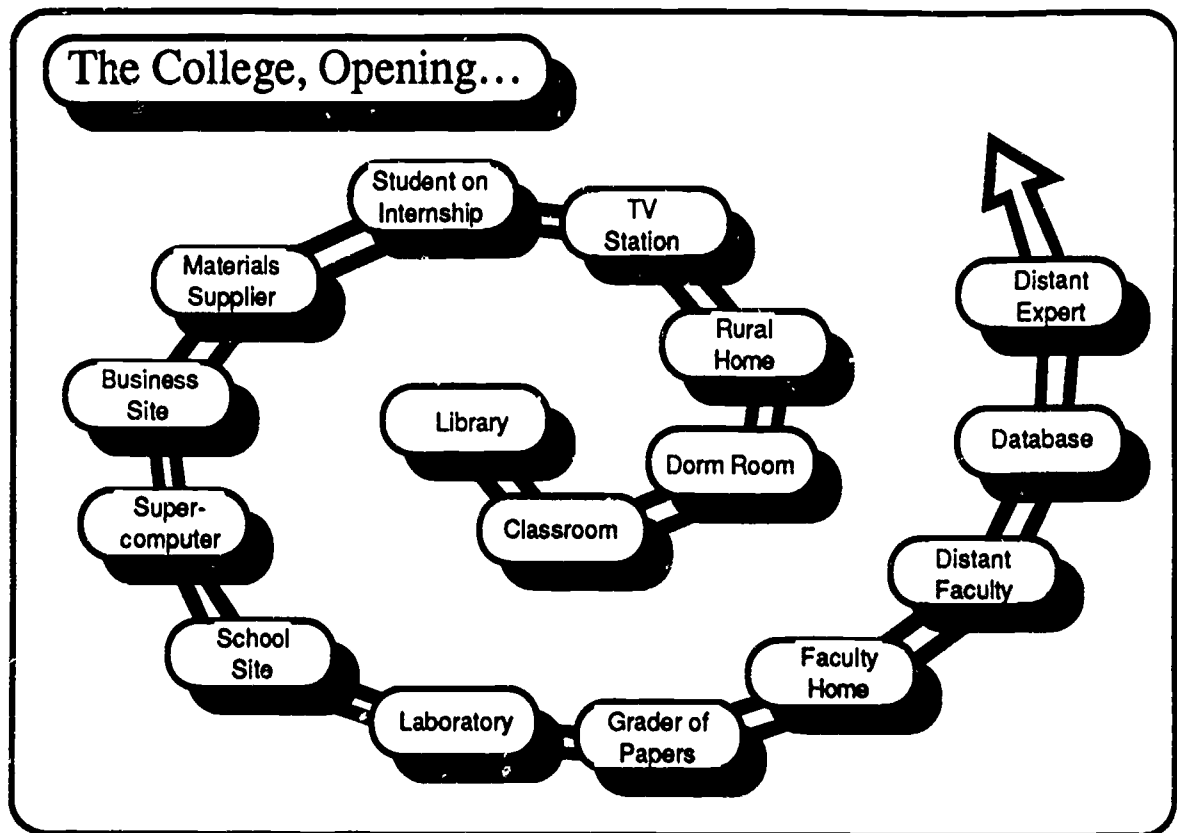 The College, Opening...
Student on
Internship
TV
Station
Materials
Supplier
Distant
Expert
Rural
Home
Business
Site
Library
Database
Dorm Room
Super-
computer
Classroom
Distant
Faculty
School
Site
Faculty
Home
Laboratory
Grader of
Papers